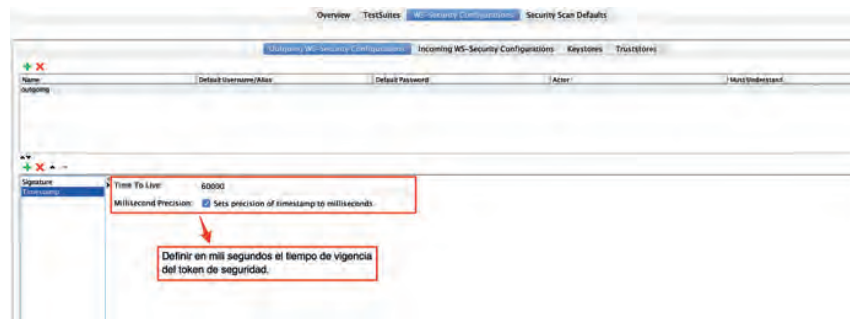 Overview TestSuites WS-Security Configurations Security Scan Defaults
Outgoing WS-Security Configurations Incoming WS-Security Configurations Keystores Truststores
Name Default Username/Alias Default Password Actor Must Understand
outgoing
Signature
Timestamp
Time To Live: 60000
Millisecond Precision: Sets precision of timestamp to milliseconds
Definir en mili segundos el tiempo de vigencia
del token de seguridad.